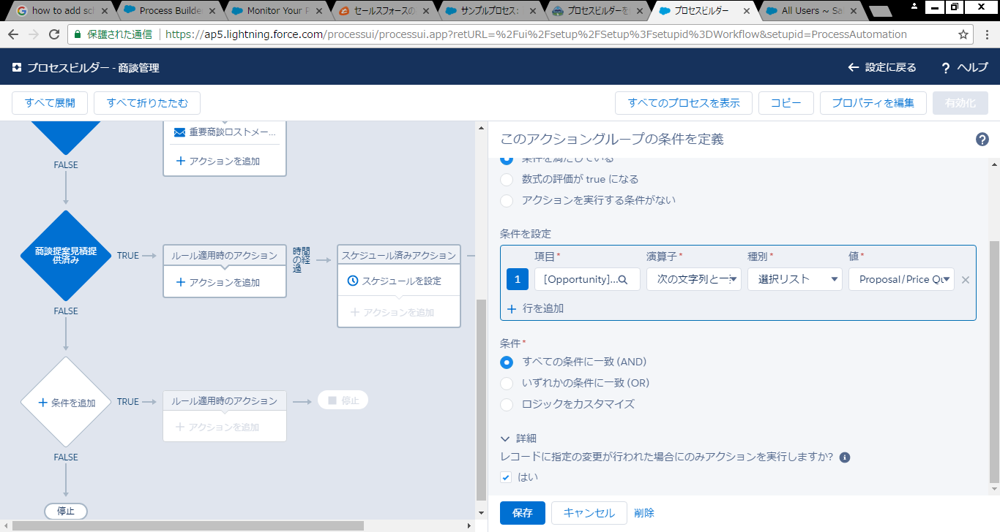 how to add scl
Process Builde
Monitor Your P
セールスフォースの
サンプルプロセス:
プロセスビルダーを
プロセスビルダー
All Users ~ Sa
保護された通信
https://ap5.lightning.force.com/processui/processui.app?retURL=%2Fui%2Fsetup%2FSetup%3Fsetupid%3DWorkflow&setupid=ProcessAutomation
プロセスビルダー - 商談管理
設定に戻る
? ヘルプ
すべて展開
すべて折りたたむ
すべてのプロセスを表示
コピー
プロパティを編集
有効化
重要商談ロストメー...
+ アクションを追加
FALSE
商談提案見積提
供済み
TRUE
ルール適用時のアクション
+ アクションを追加
時間
の経
過
スケジュール済みアクション
スケジュールを設定
+ アクションを追加
FALSE
+ 条件を追加
TRUE
ルール適用時のアクション
+ アクションを追加
停止
FALSE
停止
このアクショングループの条件を定義
?
条件を満たしている
数式の評価が true になる
アクションを実行する条件がない
条件を設定
項目*
演算子*
種別*
値*
1
[Opportunity]...
次の文字列と一
選択リスト
Proposal/Price Qu
+ 行を追加
条件*
すべての条件に一致 (AND)
いずれかの条件に一致 (OR)
ロジックをカスタマイズ
詳細
レコードに指定の変更が行われた場合にのみアクションを実行しますか?
はい
保存
キャンセル
削除